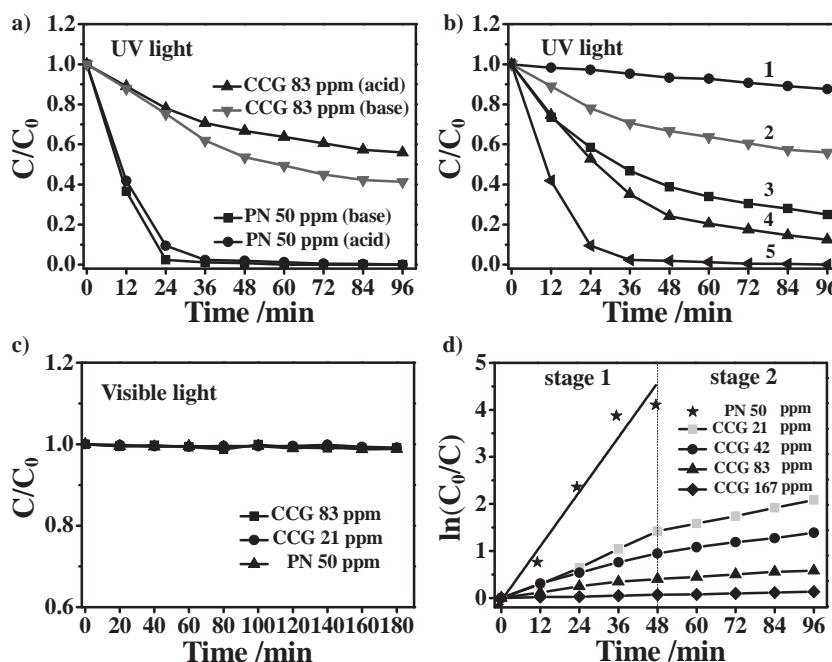 a)
UV light
C/C0
1.2
1.0
0.8
0.6
0.4
0.2
0.0
CCG 83 ppm (acid)
CCG 83 ppm (base)
PN 50 ppm (base)
PN 50 ppm (acid)
0 12 24 36 48 60 72 84 96
Time /min
b)
UV light
C/C0
1.2
1.0
0.8
0.6
0.4
0.2
0.0
1
2
3
4
5
0 12 24 36 48 60 72 84 96
Time /min
c)
Visible light
C/C0
1.2
1.0
0.8
0.6
CCG 83 ppm
CCG 21 ppm
PN 50 ppm
0 20 40 60 80 100 120 140 160 180
Time /min
d)
stage 1
stage 2
ln(C0/C)
5
4
3
2
1
0
PN 50 ppm
CCG 21 ppm
CCG 42 ppm
CCG 83 ppm
CCG 167 ppm
0 12 24 36 48 60 72 84 96
Time /min